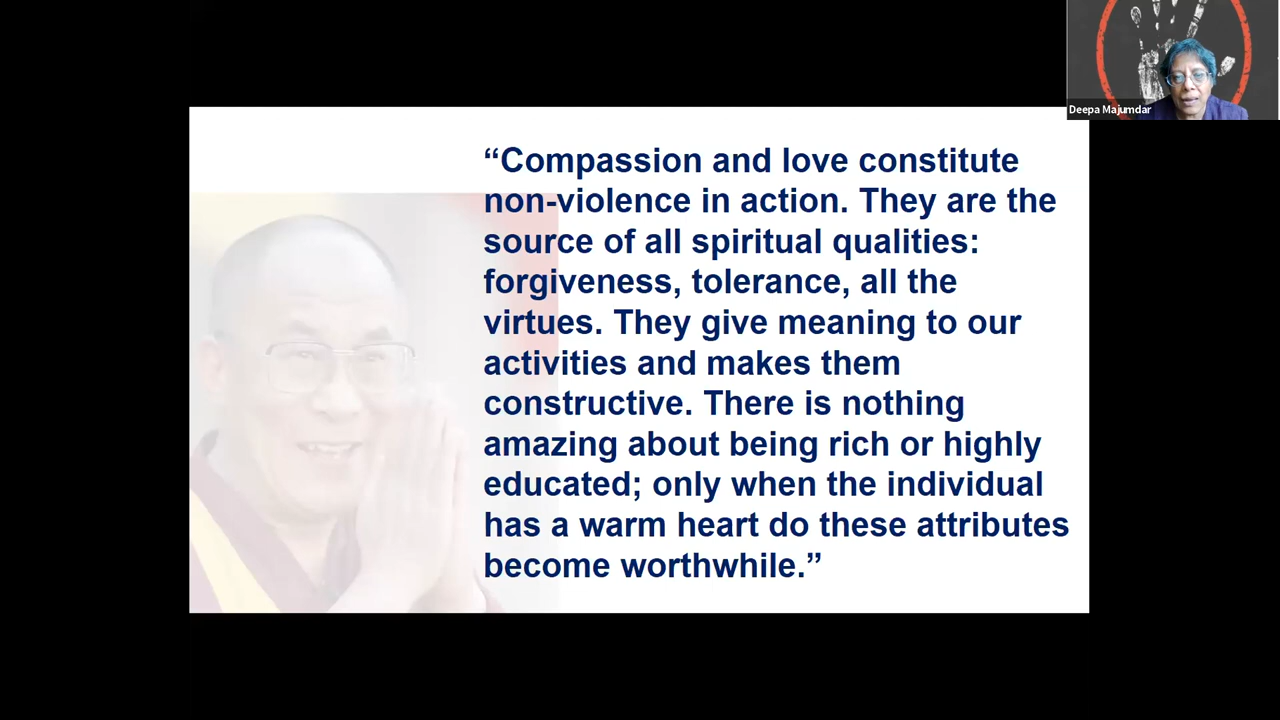 Deepa Majumdar
“Compassion and love constitute
non-violence in action. They are the
source of all spiritual qualities:
forgiveness, tolerance, all the
virtues. They give meaning to our
activities and makes them
constructive. There is nothing
amazing about being rich or highly
educated; only when the individual
has a warm heart do these attributes
become worthwhile.”